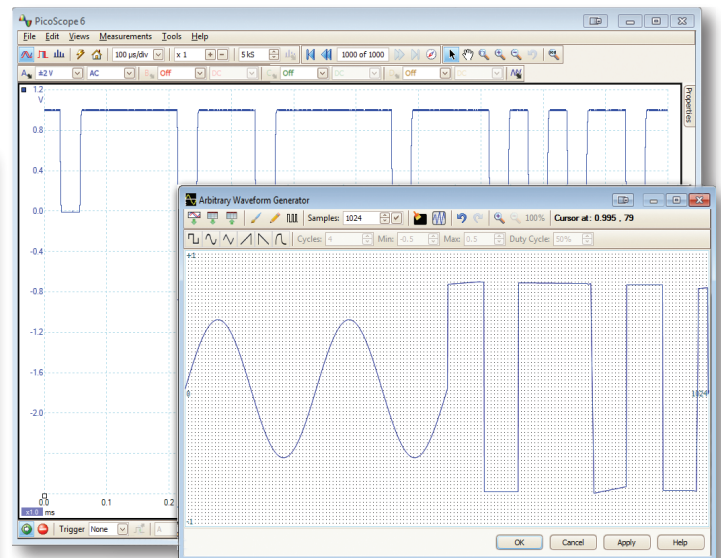 PicoScope 6
File Edit Views Measurements Tools Help
100 µs/div x 1 5 kS 1000 of 1000
A ±2 V AC B Off DC C Off DC D Off DC
1.2
V
Properties
0.8
0.4
0.0
-0.4
-0.8
-1.2
-1.6
-2.0
0.0 0.1 0.2
x1.0 ms
Trigger None A
Arbitrary Waveform Generator
Samples: 1024 100% Cursor at: 0.995 , 79
Cycles: 4 Min: -0.5 Max: 0.5 Duty Cycle: 50%
+1
0 1024
-1
OK Cancel Apply Help